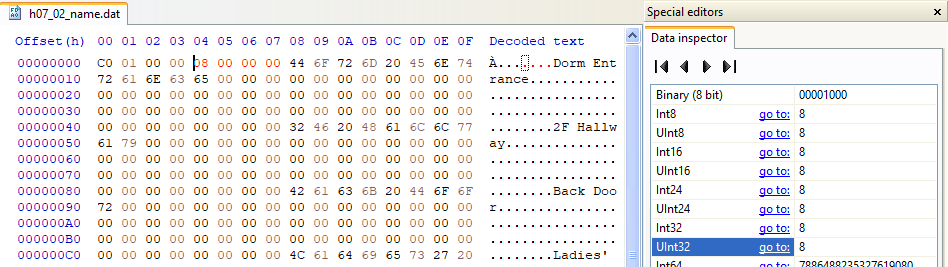 h07_02_name.dat
Offset(h) 00 01 02 03 04 05 06 07 08 09 0A 0B 0C 0D 0E 0F Decoded text
00000000 C0 01 00 00 08 00 00 00 44 6F 72 6D 20 45 6E 74 À.......Dorm Ent
00000010 72 61 6E 63 65 00 00 00 00 00 00 00 00 00 00 00 rance...........
00000020 00 00 00 00 00 00 00 00 00 00 00 00 00 00 00 00 ................
00000030 00 00 00 00 00 00 00 00 00 00 00 00 00 00 00 00 ................
00000040 00 00 00 00 00 00 00 00 32 46 20 48 61 6C 6C 77 ........2F Hallw
00000050 61 79 00 00 00 00 00 00 00 00 00 00 00 00 00 00 ay..............
00000060 00 00 00 00 00 00 00 00 00 00 00 00 00 00 00 00 ................
00000070 00 00 00 00 00 00 00 00 00 00 00 00 00 00 00 00 ................
00000080 00 00 00 00 00 00 00 00 42 61 63 6B 20 44 6F 6F ........Back Doo
00000090 72 00 00 00 00 00 00 00 00 00 00 00 00 00 00 00 r...............
000000A0 00 00 00 00 00 00 00 00 00 00 00 00 00 00 00 00 ................
000000B0 00 00 00 00 00 00 00 00 00 00 00 00 00 00 00 00 ................
000000C0 00 00 00 00 00 00 00 00 4C 61 64 69 65 73 27 20 ........Ladies'
Special editors
Data inspector
Binary (8 bit) 00001000
Int8 go to: 8
UInt8 go to: 8
Int16 go to: 8
UInt16 go to: 8
Int24 go to: 8
UInt24 go to: 8
Int32 go to: 8
UInt32 go to: 8
Int64 go to: 7886488235327619080